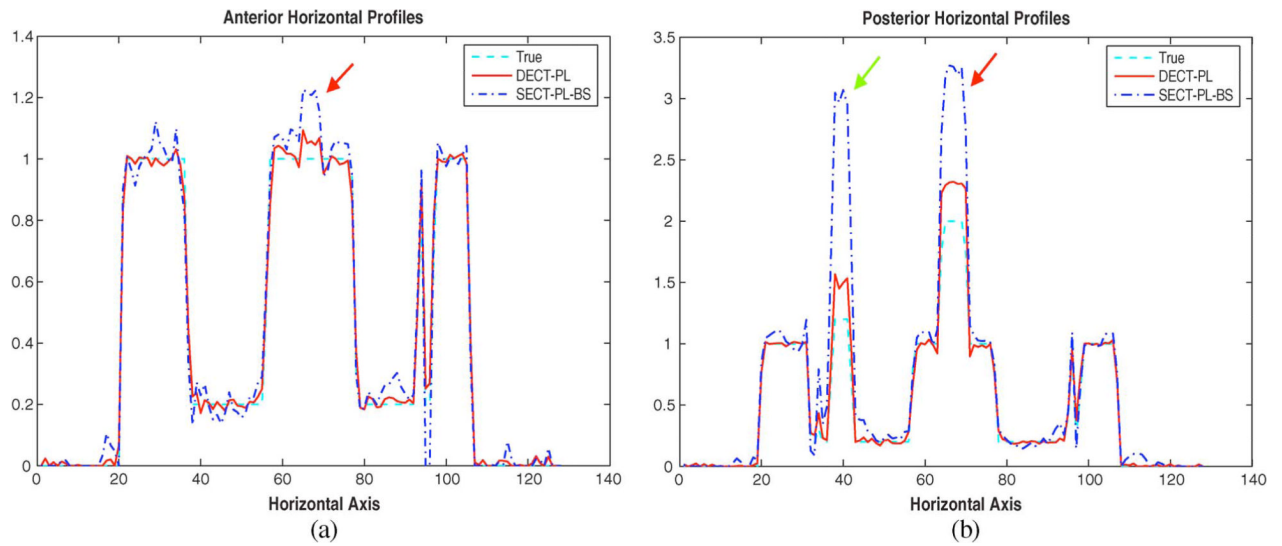 Anterior Horizontal Profiles
1.4
1.2
1
0.8
0.6
0.4
0.2
0
True
DECT-PL
SECT-PL-BS
0 20 40 60 80 100 120 140
Horizontal Axis
(a)
Posterior Horizontal Profiles
3.5
3
2.5
2
1.5
1
0.5
0
True
DECT-PL
SECT-PL-BS
0 20 40 60 80 100 120 140
Horizontal Axis
(b)